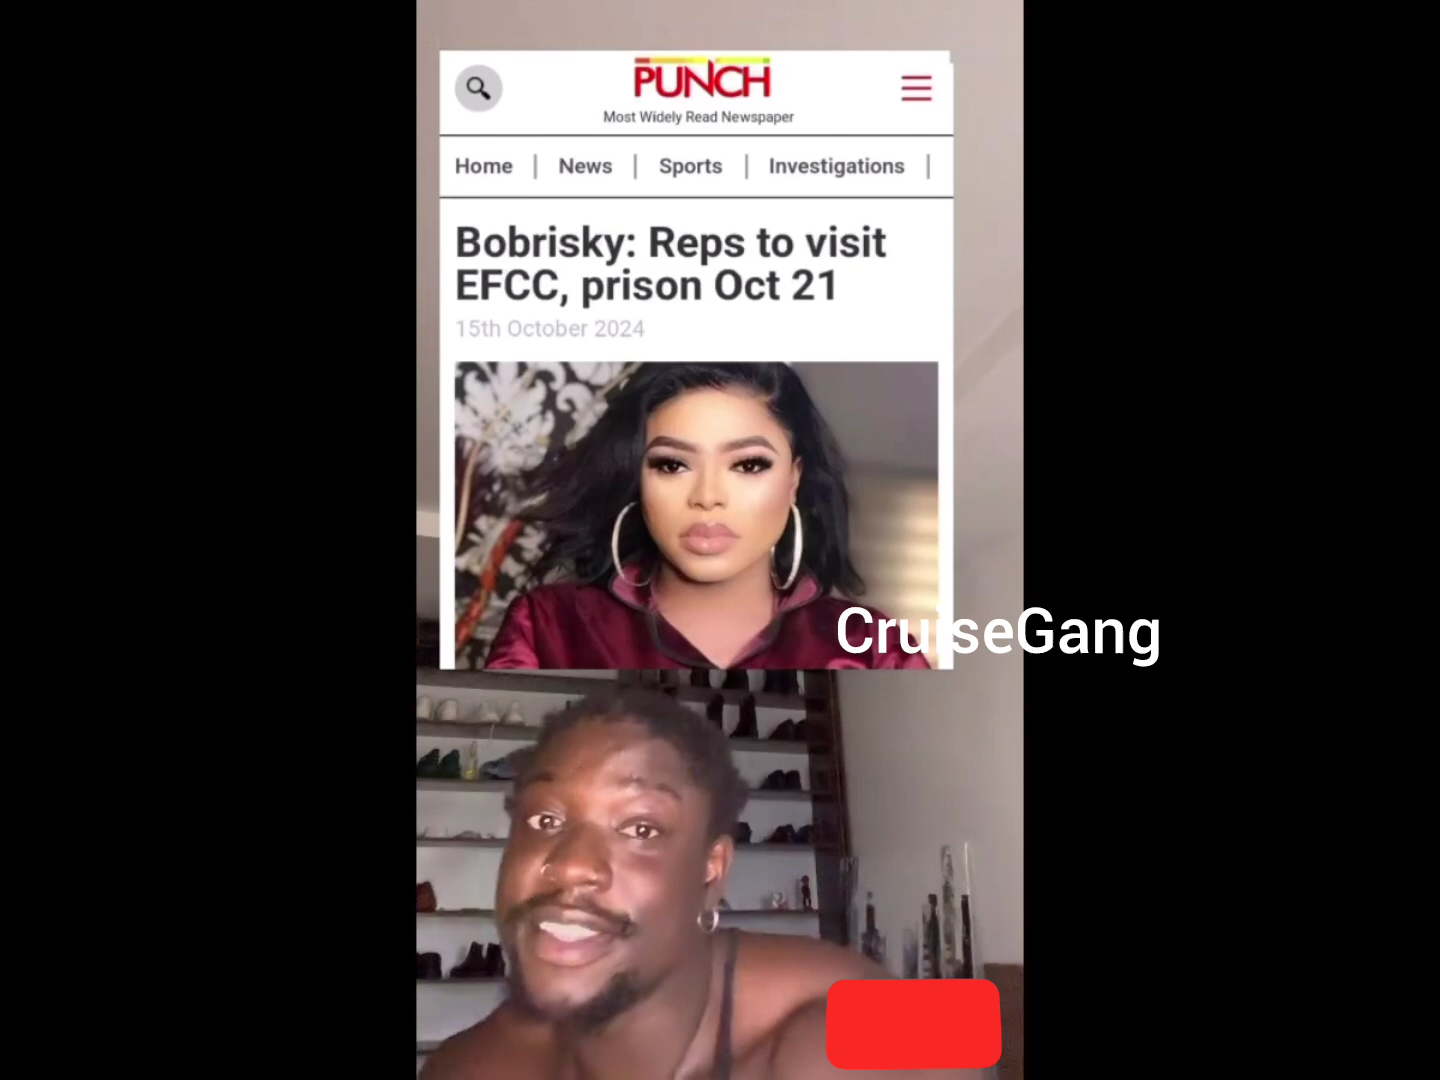 PUNCH
Most Widely Read Newspaper
Home | News | Sports | Investigations |
Bobrisky: Reps to visit
EFCC, prison Oct 21
15th October 2024
CruiseGang